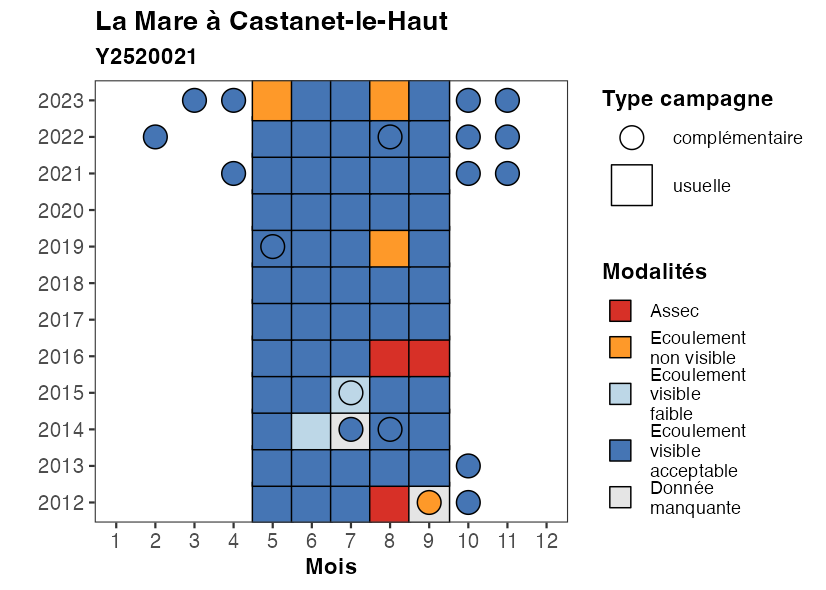 La Mare à Castanet-le-Haut
Y2520021
2023
2022
2021
2020
2019
2018
2017
2016
2015
2014
2013
2012
1 2 3 4 5 6 7 8 9 10 11 12
Mois
Type campagne
complémentaire
usuelle
Modalités
Assec
Ecoulement
non visible
Ecoulement
visible
faible
Ecoulement
visible
acceptable
Donnée
manquante